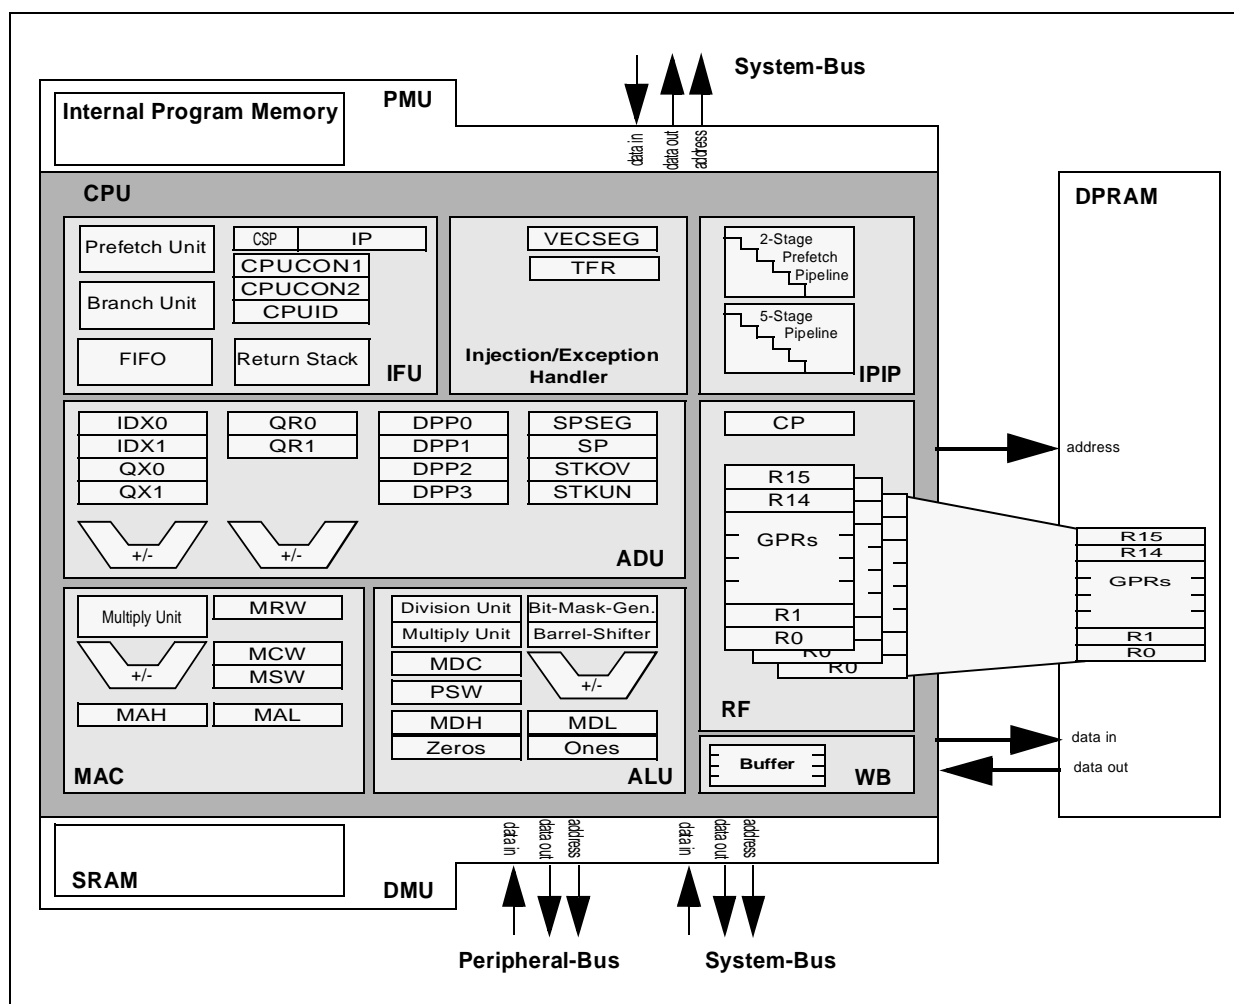 System-Bus
PMU
Internal Program Memory
data in
data out
address
CPU
DPRAM
Prefetch Unit
CSP
IP
CPUCON1
CPUCON2
CPUID
Branch Unit
FIFO
Return Stack
IFU
VECSEG
TFR
Injection/Exception
Handler
2-Stage
Prefetch
Pipeline
5-Stage
Pipeline
IPIP
IDX0
IDX1
QX0
QX1
+/-
QR0
QR1
+/-
DPP0
DPP1
DPP2
DPP3
SPSEG
SP
STKOV
STKUN
ADU
CP
R15
R14
GPRs
R1
R0
R0
R0
RF
address
R15
R14
GPRs
R1
R0
Multiply Unit
+/-
MRW
MCW
MSW
MAH
MAL
MAC
Division Unit
Bit-Mask-Gen.
Multiply Unit
Barrel-Shifter
MDC
PSW
+/-
MDH
MDL
Zeros
Ones
ALU
Buffer
WB
data in
data out
SRAM
DMU
data in
data out
address
data in
data out
address
Peripheral-Bus
System-Bus